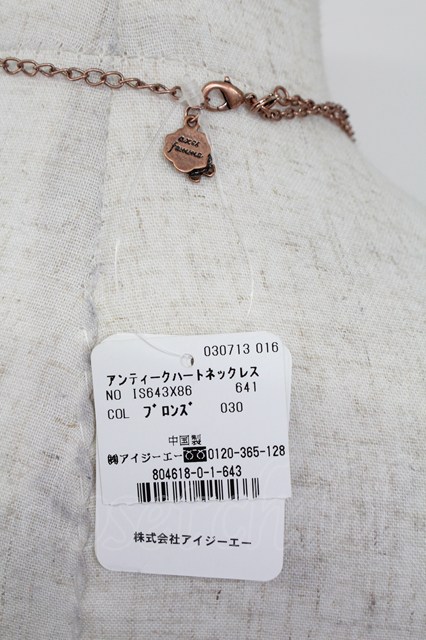 axes
femme
030713 016
アンティークハートネックレス
NO IS643X86 641
COL ブロンズ 030
中国製
㈱アイジーエー 0120-365-128
804618-0-1-643
株式会社アイジーエー